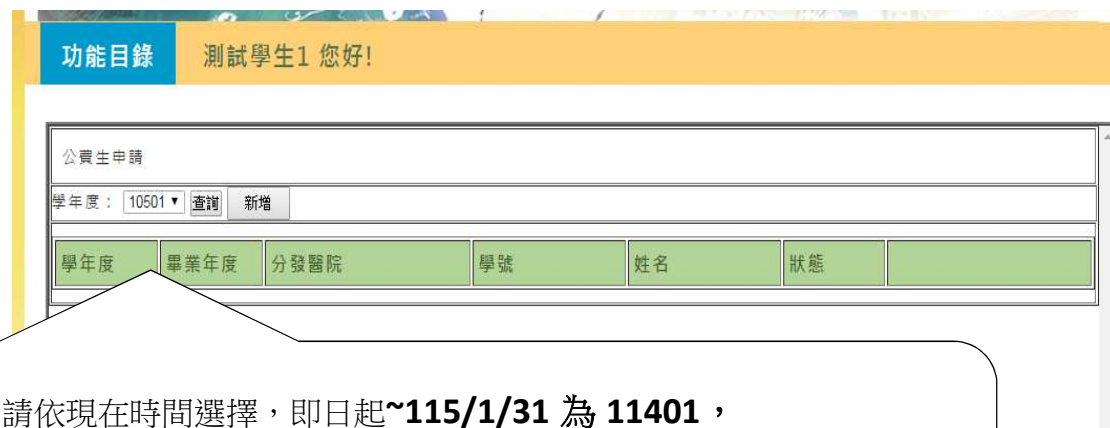 功能目錄 測試學生1 您好!
公費生申請
學年度： 10501 查詢 新增
學年度 畢業年度 分發醫院 學號 姓名 狀態
請依現在時間選擇，即日起~115/1/31 為 11401，